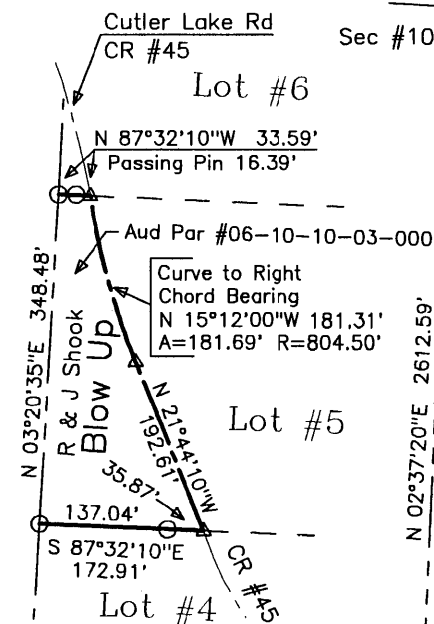 Cutler Lake Rd
CR #45
Sec #10
Lot #6
N 87°32'10"W 33.59'
Passing Pin 16.39'
Aud Par #06-10-10-03-000
Curve to Right
Chord Bearing
N 15°12'00"W 181.31'
A=181.69' R=804.50'
N 03°20'35"E 348.48'
R & J Shook
Blow Up
N 21°44'10"W
192.61'
Lot #5
N 02°37'20"E 2612.59'
35.87'
137.04'
S 87°32'10"E
172.91'
CR #45
Lot #4